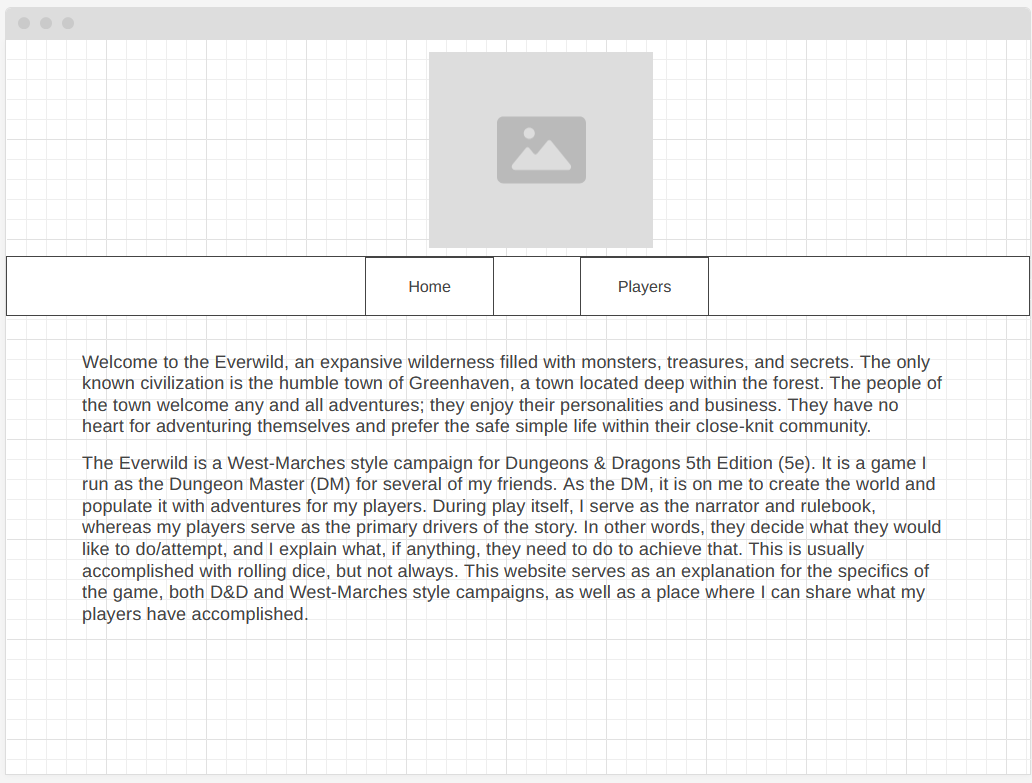 Home
Players
Welcome to the Everwild, an expansive wilderness filled with monsters, treasures, and secrets. The only
known civilization is the humble town of Greenhaven, a town located deep within the forest. The people of
the town welcome any and all adventures; they enjoy their personalities and business. They have no
heart for adventuring themselves and prefer the safe simple life within their close-knit community.
The Everwild is a West-Marches style campaign for Dungeons & Dragons 5th Edition (5e). It is a game I
run as the Dungeon Master (DM) for several of my friends. As the DM, it is on me to create the world and
populate it with adventures for my players. During play itself, I serve as the narrator and rulebook,
whereas my players serve as the primary drivers of the story. In other words, they decide what they would
like to do/attempt, and I explain what, if anything, they need to do to achieve that. This is usually
accomplished with rolling dice, but not always. This website serves as an explanation for the specifics of
the game, both D&D and West-Marches style campaigns, as well as a place where I can share what my
players have accomplished.